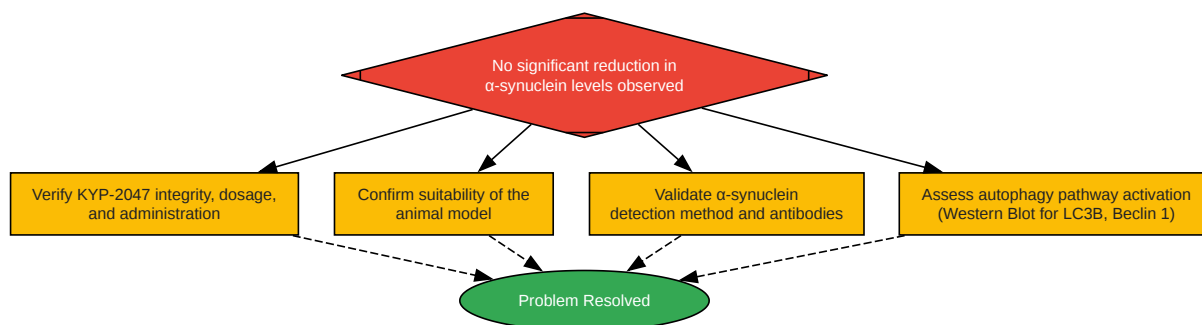 No significant reduction in
α-synuclein levels observed
Verify KYP-2047 integrity, dosage,
and administration
Confirm suitability of the
animal model
Validate α-synuclein
detection method and antibodies
Assess autophagy pathway activation
(Western Blot for LC3B, Beclin 1)
Problem Resolved